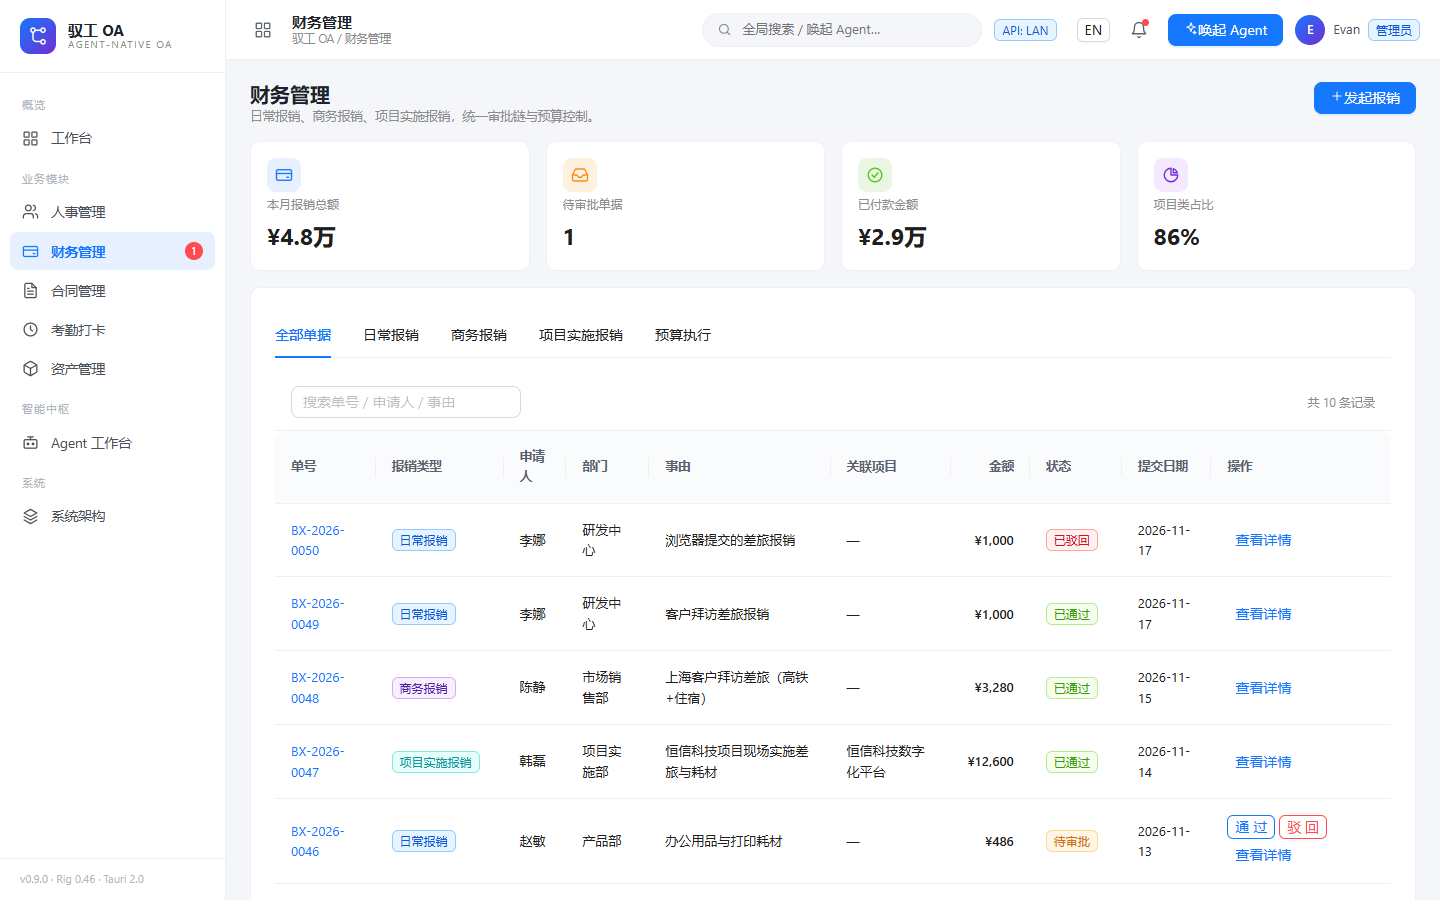 驭工 OA
AGENT-NATIVE OA
概览
工作台
业务模块
人事管理
财务管理
1
合同管理
考勤打卡
资产管理
智能中枢
Agent 工作台
系统
系统架构
v0.9.0 · Rig 0.46 · Tauri 2.0
财务管理
驭工 OA / 财务管理
全局搜索 / 唤起 Agent...
API: LAN
EN
唤起 Agent
E
Evan
管理员
财务管理
日常报销、商务报销、项目实施报销，统一审批链与预算控制。
+发起报销
本月报销总额
¥4.8万
待审批单据
1
已付款金额
¥2.9万
项目类占比
86%
全部单据 日常报销 商务报销 项目实施报销 预算执行
搜索单号 / 申请人 / 事由
共 10 条记录
单号 报销类型 申请人 部门 事由 关联项目 金额 状态 提交日期 操作
BX-2026-0050 日常报销 李娜 研发中心 浏览器提交的差旅报销 — ¥1,000 已驳回 2026-11-17 查看详情
BX-2026-0049 日常报销 李娜 研发中心 客户拜访差旅报销 — ¥1,000 已通过 2026-11-17 查看详情
BX-2026-0048 商务报销 陈静 市场销售部 上海客户拜访差旅（高铁+住宿） — ¥3,280 已通过 2026-11-15 查看详情
BX-2026-0047 项目实施报销 韩磊 项目实施部 恒信科技项目现场实施差旅与耗材 恒信科技数字化平台 ¥12,600 已通过 2026-11-14 查看详情
BX-2026-0046 日常报销 赵敏 产品部 办公用品与打印耗材 — ¥486 待审批 2026-11-13 通 过 驳 回 查看详情